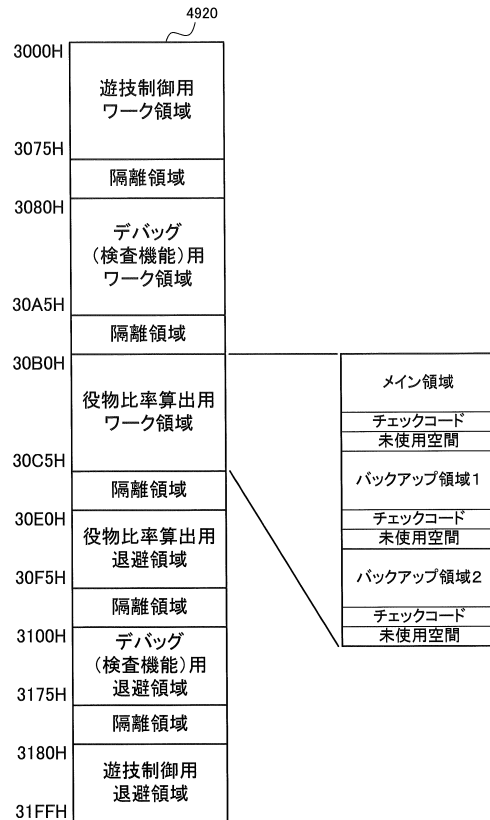 4920
3000H
遊技制御用
ワーク領域
3075H
隔離領域
3080H
デバッグ
(検査機能)用
ワーク領域
30A5H
隔離領域
30B0H
役物比率算出用
ワーク領域
30C5H
隔離領域
30E0H
役物比率算出用
退避領域
30F5H
隔離領域
3100H
デバッグ
(検査機能)用
退避領域
3175H
隔離領域
3180H
遊技制御用
退避領域
31FFH
メイン領域
チェックコード
未使用空間
バックアップ領域1
チェックコード
未使用空間
バックアップ領域2
チェックコード
未使用空間